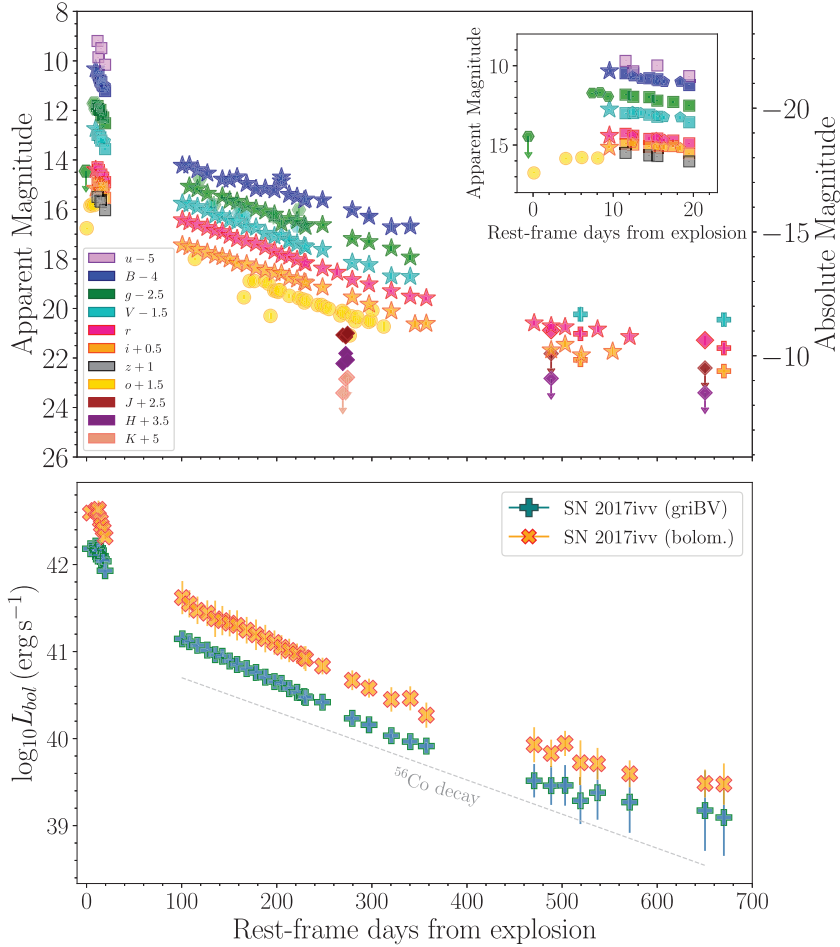 8
10
12
14
16
18
20
22
24
26
Apparent Magnitude
−20
−15
−10
Absolute Magnitude
10
15
Apparent Magnitude
0
10
20
Rest-frame days from explosion
u − 5
B − 4
g − 2.5
V − 1.5
r
i + 0.5
z + 1
o + 1.5
J + 2.5
H + 3.5
K + 5
SN 2017ivv (griBV)
SN 2017ivv (bolom.)
42
41
40
39
log₁₀L_bol (erg s⁻¹)
⁵⁶Co decay
0
100
200
300
400
500
600
700
Rest-frame days from explosion